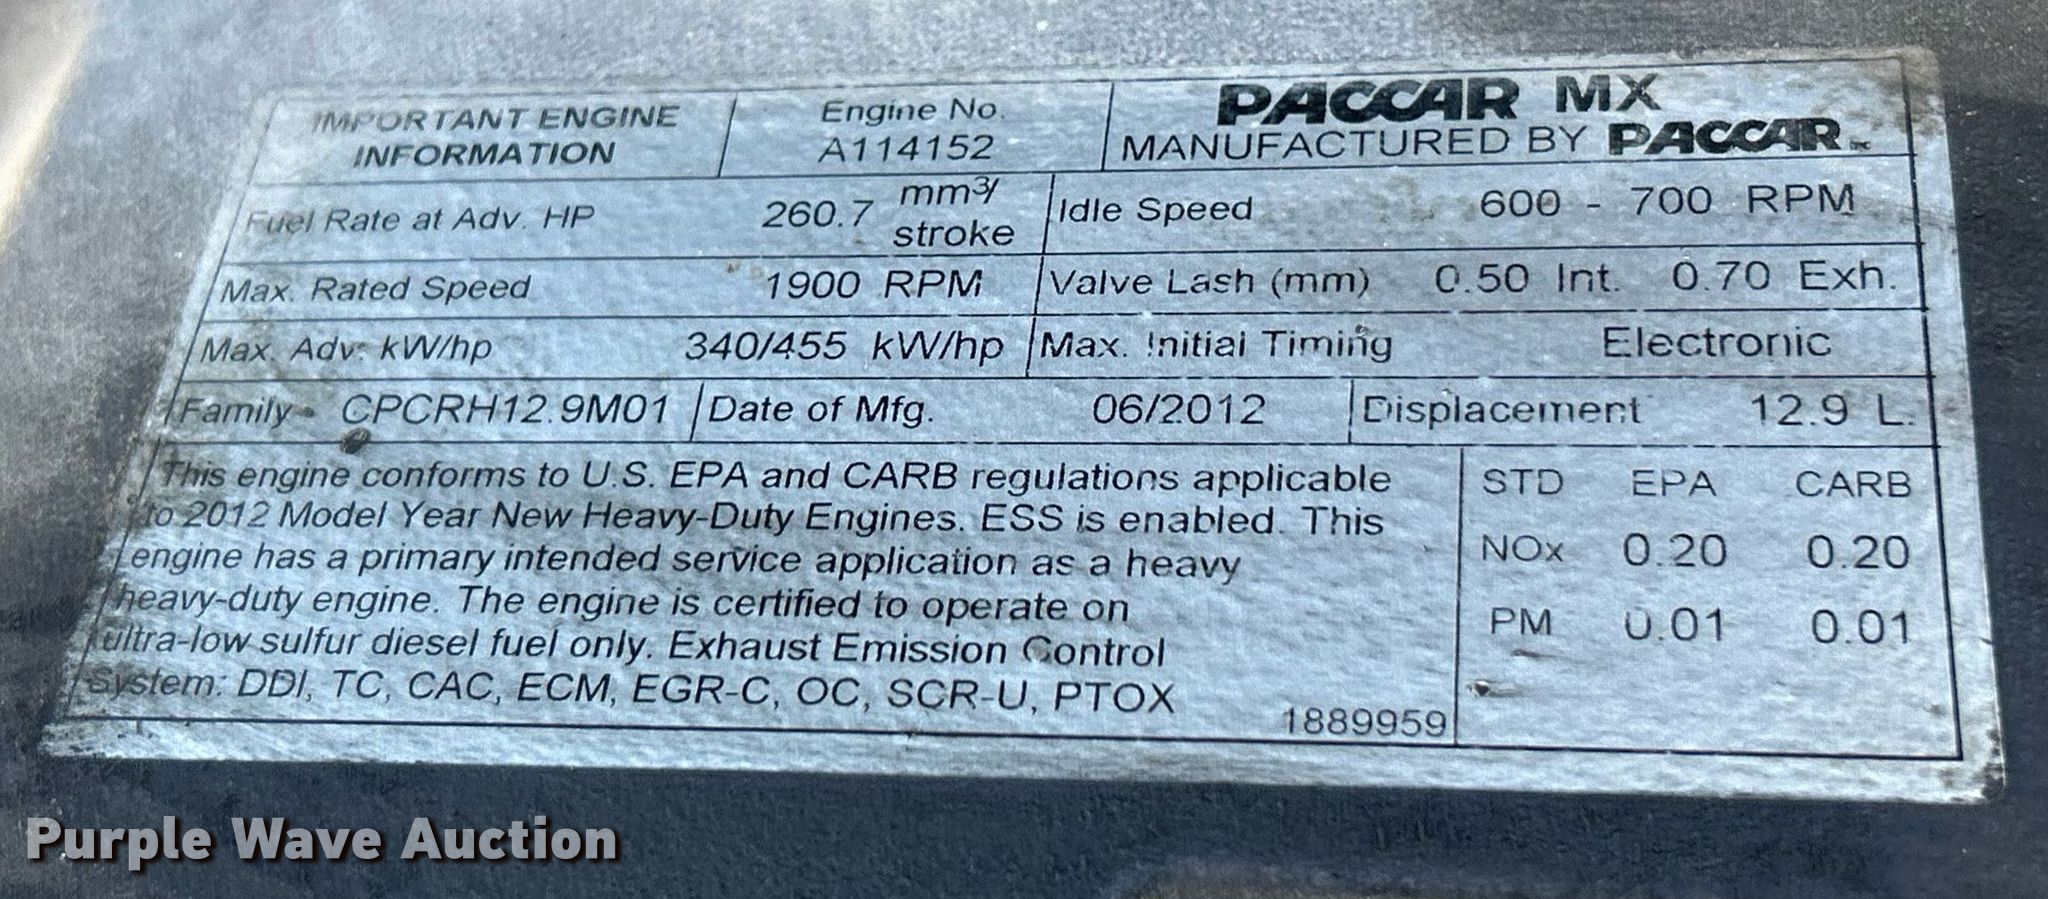 IMPORTANT ENGINE INFORMATION
Engine No. A114152
PACCAR MX
MANUFACTURED BY PACCAR INC
Fuel Rate at Adv. HP 260.7 mm3/ stroke
Idle Speed 600 - 700 RPM
Max. Rated Speed 1900 RPM
Valve Lash (mm) 0.50 Int. 0.70 Exh.
Max. Adv. kW/hp 340/455 kW/hp
Max. Initial Timing Electronic
Family CPCRH12.9M01
Date of Mfg. 06/2012
Displacement 12.9 L.
This engine conforms to U.S. EPA and CARB regulations applicable
to 2012 Model Year New Heavy-Duty Engines. ESS is enabled. This
engine has a primary intended service application as a heavy
heavy-duty engine. The engine is certified to operate on
ultra-low sulfur diesel fuel only. Exhaust Emission Control
System: DDI, TC, CAC, ECM, EGR-C, OC, SCR-U, PTOX
1889959
STD EPA CARB
NOx 0.20 0.20
PM 0.01 0.01
Purple Wave Auction